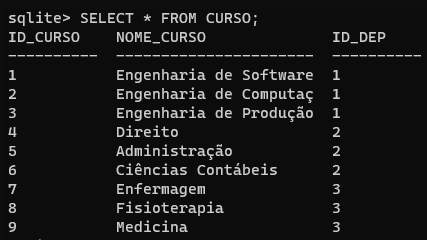 sqlite> SELECT * FROM CURSO;
ID_CURSO    NOME_CURSO              ID_DEP
----------  ----------------------  ----------
1           Engenharia de Software  1
2           Engenharia de Computaç  1
3           Engenharia de Produção  1
4           Direito                 2
5           Administração           2
6           Ciências Contábeis      2
7           Enfermagem              3
8           Fisioterapia            3
9           Medicina                3